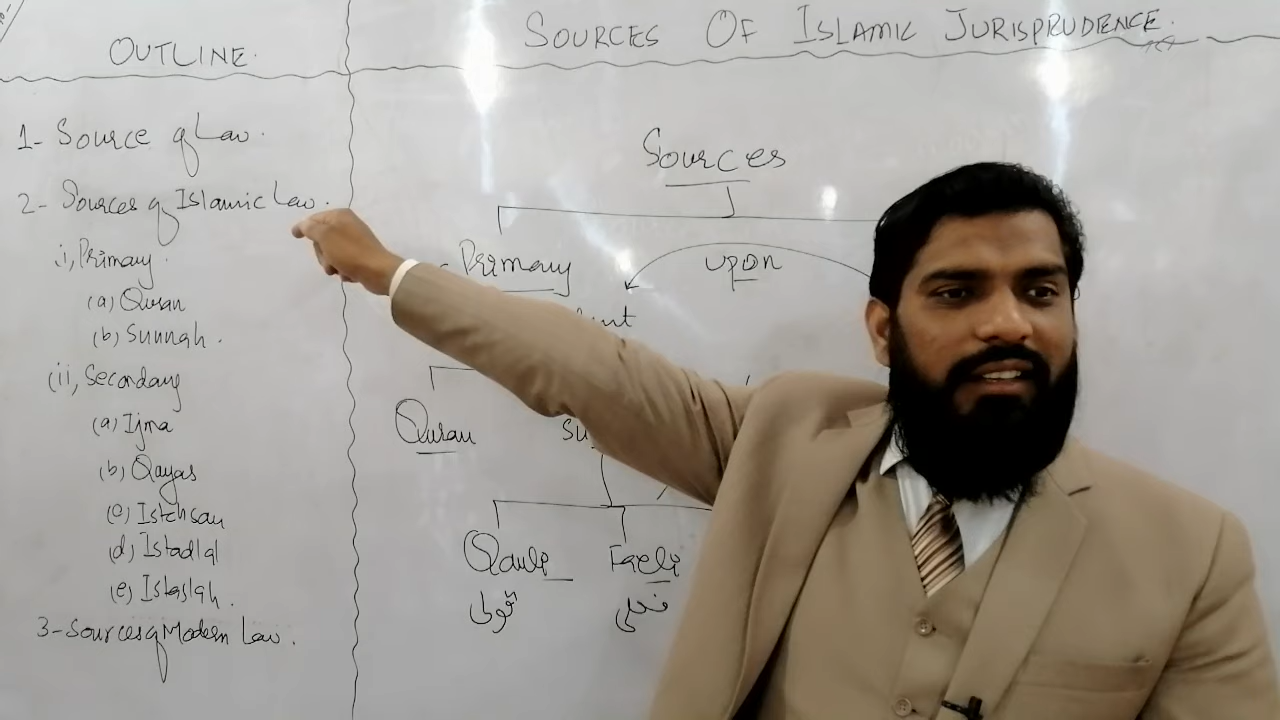 OUTLINE.
1- Source of Law.
2- Sources of Islamic Law.
i, Primary.
(a) Quran
(b) Sunnah.
(ii, Secondary
(a) Ijma
(b) Qayas
(c) Istehsan
(d) Istadlal
(e) Istaslah.
3- Sources of Modern Law.
SOURCES OF ISLAMIC JURISPRUDENCE.
Sources
Primary
upon
Quran
Qauli
Faeli
قولی
فعلی